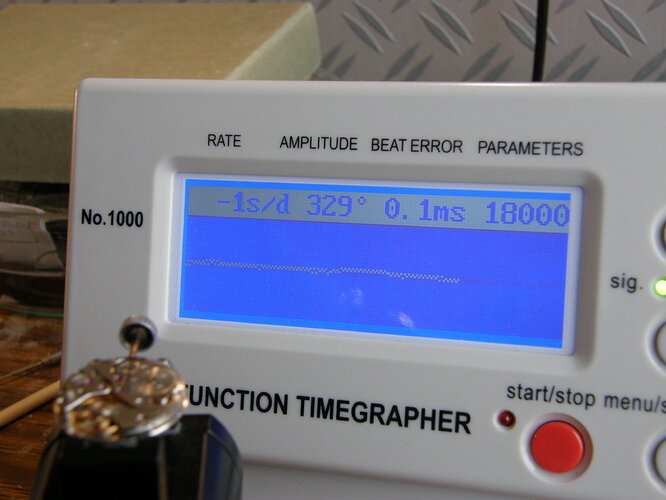 RATE AMPLITUDE BEAT ERROR PARAMETERS
-1s/d 329° 0.1ms 18000
No.1000
sig.
UNCTION TIMEGRAPHER
start/stop menu/s